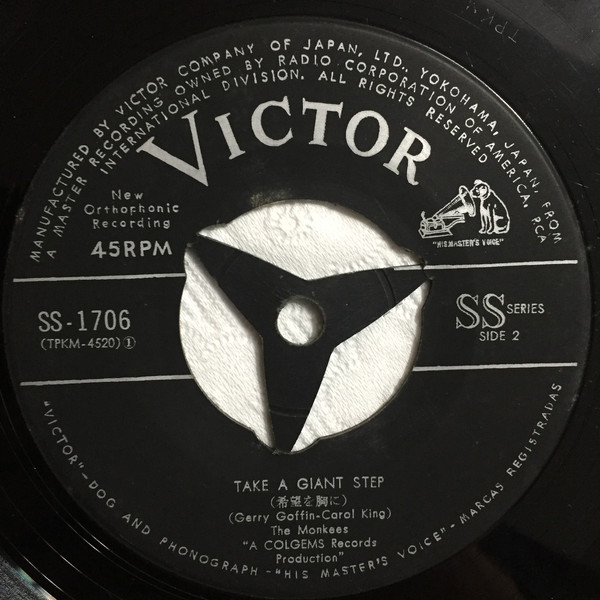 MANUFACTURED BY VICTOR COMPANY OF JAPAN, LTD. YOKOHAMA, JAPAN, FROM
A MASTER RECORDING OWNED BY RADIO CORPORATION OF AMERICA, RCA
INTERNATIONAL DIVISION. ALL RIGHTS RESERVED
VICTOR
New
Orthophonic
Recording
45RPM
"HIS MASTER'S VOICE"
SS-1706
(TPKM-4520)①
SS SERIES
SIDE 2
TAKE A GIANT STEP
(希望を胸に)
(Gerry Goffin-Carol King)
The Monkees
"A COLGEMS Records
Production"
"VICTOR"-DOG AND PHONOGRAPH-"HIS MASTER'S VOICE"-MARCAS REGISTRADAS
TPKM